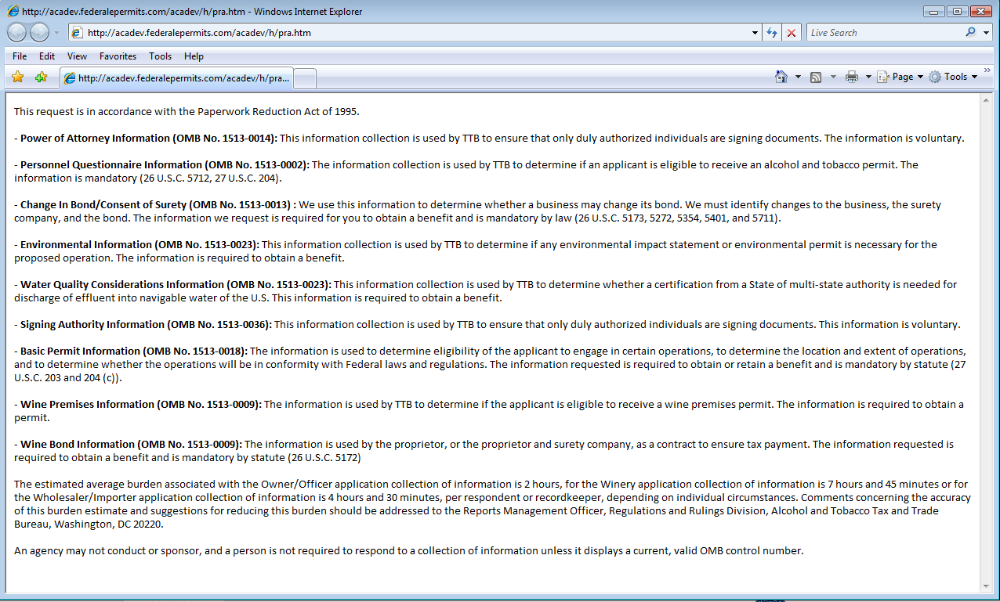 http://acadev.federalepermits.com/acadev/h/pra.htm - Windows Internet Explorer
http://acadev.federalepermits.com/acadev/h/pra.htm
Live Search
File Edit View Favorites Tools Help
http://acadev.federalepermits.com/acadev/h/pra...
Page Tools
This request is in accordance with the Paperwork Reduction Act of 1995.
- Power of Attorney Information (OMB No. 1513-0014): This information collection is used by TTB to ensure that only duly authorized individuals are signing documents. The information is voluntary.
- Personnel Questionnaire Information (OMB No. 1513-0002): The information collection is used by TTB to determine if an applicant is eligible to receive an alcohol and tobacco permit. The
information is mandatory (26 U.S.C. 5712, 27 U.S.C. 204).
- Change In Bond/Consent of Surety (OMB No. 1513-0013) : We use this information to determine whether a business may change its bond. We must identify changes to the business, the surety
company, and the bond. The information we request is required for you to obtain a benefit and is mandatory by law (26 U.S.C. 5173, 5272, 5354, 5401, and 5711).
- Environmental Information (OMB No. 1513-0023): This information collection is used by TTB to determine if any environmental impact statement or environmental permit is necessary for the
proposed operation. The information is required to obtain a benefit.
- Water Quality Considerations Information (OMB No. 1513-0023): This information collection is used by TTB to determine whether a certification from a State of multi-state authority is needed for
discharge of effluent into navigable water of the U.S. This information is required to obtain a benefit.
- Signing Authority Information (OMB No. 1513-0036): This information collection is used by TTB to ensure that only duly authorized individuals are signing documents. This information is voluntary.
- Basic Permit Information (OMB No. 1513-0018): The information is used to determine eligibility of the applicant to engage in certain operations, to determine the location and extent of operations,
and to determine whether the operations will be in conformity with Federal laws and regulations. The information requested is required to obtain or retain a benefit and is mandatory by statute (27
U.S.C. 203 and 204 (c)).
- Wine Premises Information (OMB No. 1513-0009): The information is used by TTB to determine if the applicant is eligible to receive a wine premises permit. The information is required to obtain a
permit.
- Wine Bond Information (OMB No. 1513-0009): The information is used by the proprietor, or the proprietor and surety company, as a contract to ensure tax payment. The information requested is
required to obtain a benefit and is mandatory by statute (26 U.S.C. 5172)
The estimated average burden associated with the Owner/Officer application collection of information is 2 hours, for the Winery application collection of information is 7 hours and 45 minutes or for
the Wholesaler/Importer application collection of information is 4 hours and 30 minutes, per respondent or recordkeeper, depending on individual circumstances. Comments concerning the accuracy
of this burden estimate and suggestions for reducing this burden should be addressed to the Reports Management Officer, Regulations and Rulings Division, Alcohol and Tobacco Tax and Trade
Bureau, Washington, DC 20220.
An agency may not conduct or sponsor, and a person is not required to respond to a collection of information unless it displays a current, valid OMB control number.